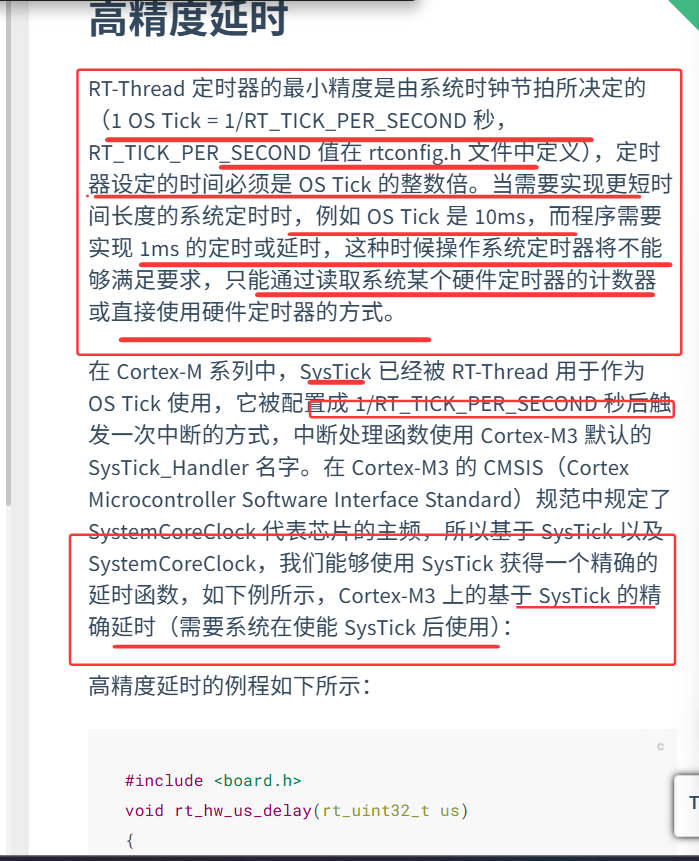 高精度延时
RT-Thread 定时器的最小精度是由系统时钟节拍所决定的
（1 OS Tick = 1/RT_TICK_PER_SECOND 秒，
RT_TICK_PER_SECOND 值在 rtconfig.h 文件中定义），定时
器设定的时间必须是 OS Tick 的整数倍。当需要实现更短时
间长度的系统定时时，例如 OS Tick 是 10ms，而程序需要
实现 1ms 的定时或延时，这种时候操作系统定时器将不能
够满足要求，只能通过读取系统某个硬件定时器的计数器
或直接使用硬件定时器的方式。
在 Cortex-M 系列中，SysTick 已经被 RT-Thread 用于作为
OS Tick 使用，它被配置成 1/RT_TICK_PER_SECOND 秒后触
发一次中断的方式，中断处理函数使用 Cortex-M3 默认的
SysTick_Handler 名字。在 Cortex-M3 的 CMSIS（Cortex
Microcontroller Software Interface Standard）规范中规定了
SystemCoreClock 代表芯片的主频，所以基于 SysTick 以及
SystemCoreClock，我们能够使用 SysTick 获得一个精确的
延时函数，如下例所示，Cortex-M3 上的基于 SysTick 的精
确延时（需要系统在使能 SysTick 后使用）：
高精度延时的例程如下所示：
c
#include <board.h>
void rt_hw_us_delay(rt_uint32_t us)
{
T